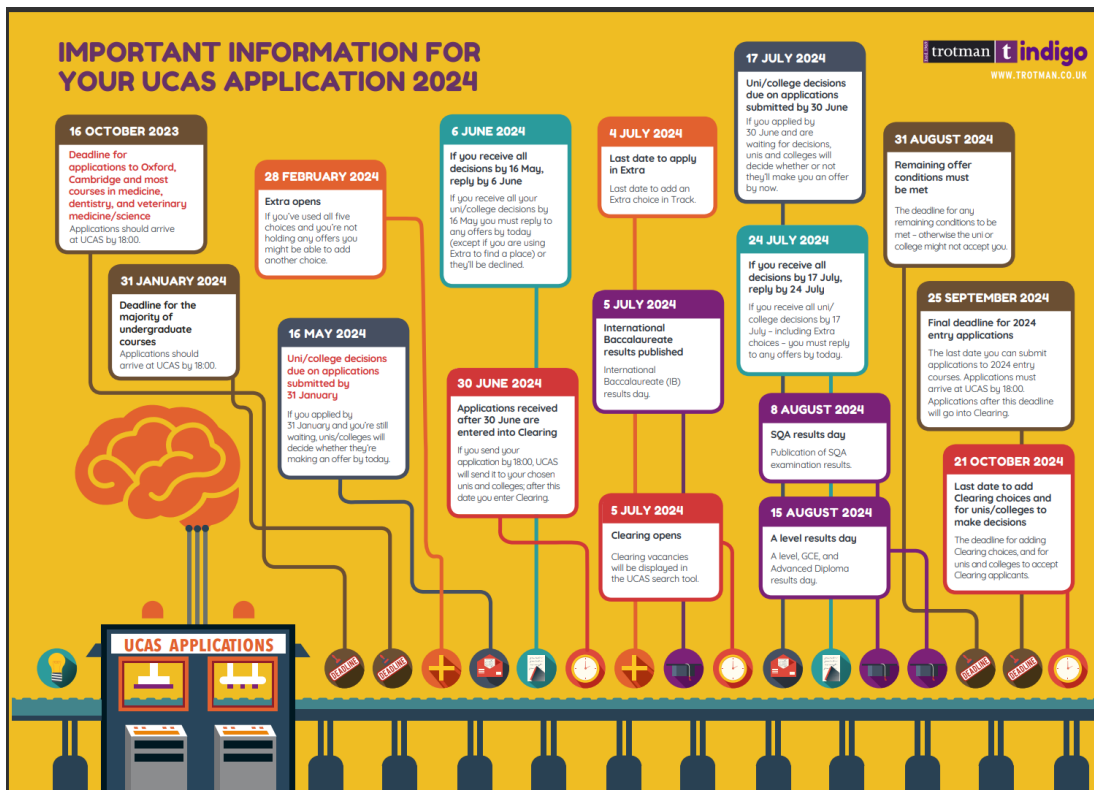 IMPORTANT INFORMATION FOR
YOUR UCAS APPLICATION 2024
trotman t indigo
WWW.TROTMAN.CO.UK
16 OCTOBER 2023
Deadline for
applications to Oxford,
Cambridge and most
courses in medicine,
dentistry, and veterinary
medicine/science
Applications should arrive
at UCAS by 18:00.
31 JANUARY 2024
Deadline for the
majority of
undergraduate
courses
Applications should
arrive at UCAS by 18:00.
28 FEBRUARY 2024
Extra opens
If you've used all five
choices and you're not
holding any offers you
might be able to add
another choice.
16 MAY 2024
Uni/college decisions
due on applications
submitted by
31 January
If you applied by
31 January and you're still
waiting, unis/colleges will
decide whether they're
making an offer by today.
6 JUNE 2024
If you receive all
decisions by 16 May,
reply by 6 June
If you receive all your
uni/college decisions by
16 May you must reply to
any offers by today
(except if you are using
Extra to find a place) or
they'll be declined.
30 JUNE 2024
Applications received
after 30 June are
entered into Clearing
If you send your
application by 18:00, UCAS
will send it to your chosen
unis and colleges; after this
date you enter Clearing.
4 JULY 2024
Last date to apply
in Extra
Last date to add an
Extra choice in Track.
5 JULY 2024
International
Baccalaureate
results published
International
Baccalaureate (IB)
results day.
5 JULY 2024
Clearing opens
Clearing vacancies
will be displayed in
the UCAS search tool.
17 JULY 2024
Uni/college decisions
due on applications
submitted by 30 June
If you applied by
30 June and are
waiting for decisions,
unis and colleges will
decide whether or not
they'll make you an offer
by now.
24 JULY 2024
If you receive all
decisions by 17 July,
reply by 24 July
If you receive all uni/
college decisions by 17
July – including Extra
choices – you must reply
to any offers by today.
8 AUGUST 2024
SQA results day
Publication of SQA
examination results.
15 AUGUST 2024
A level results day
A level, GCE, and
Advanced Diploma
results day.
31 AUGUST 2024
Remaining offer
conditions must
be met
The deadline for any
remaining conditions to be
met – otherwise the uni or
college might not accept you.
25 SEPTEMBER 2024
Final deadline for 2024
entry applications
The last date you can submit
applications to 2024 entry
courses. Applications must
arrive at UCAS by 18:00.
Applications after this deadline
will go into Clearing.
21 OCTOBER 2024
Last date to add
Clearing choices and
for unis/colleges to
make decisions
The deadline for adding
Clearing choices, and for
unis and colleges to accept
Clearing applicants.
UCAS APPLICATIONS
DEADLINE
DEADLINE
DEADLINE
DEADLINE